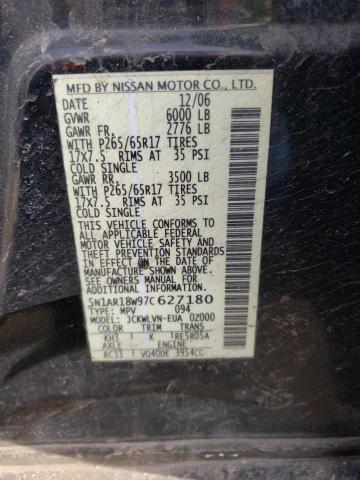 MFD BY NISSAN MOTOR CO., LTD.
DATE 12/06
GVWR 6000 LB
GAWR FR. 2776 LB
WITH P265/65R17 TIRES
17X7.5 RIMS AT 35 PSI
COLD SINGLE
GAWR RR. 3500 LB
WITH P265/65R17 TIRES
17X7.5 RIMS AT 35 PSI
COLD SINGLE
THIS VEHICLE CONFORMS TO
ALL APPLICABLE FEDERAL
MOTOR VEHICLE SAFETY AND
THEFT PREVENTION STANDARDS
IN EFFECT ON THE DATE OF
MANUFACTURE SHOWN ABOVE.
SEE OWNERS MANUAL FOR
ADDITIONAL INFORMATION.
5N1AR18W97C627180
TYPE: MPV 094
MODEL: JCKWLVN-EUA 02000
COLOR TRIM TRANS
KH3 K RE5R05A
AXLE ENGINE
RC33 VQ40DE 3954CC